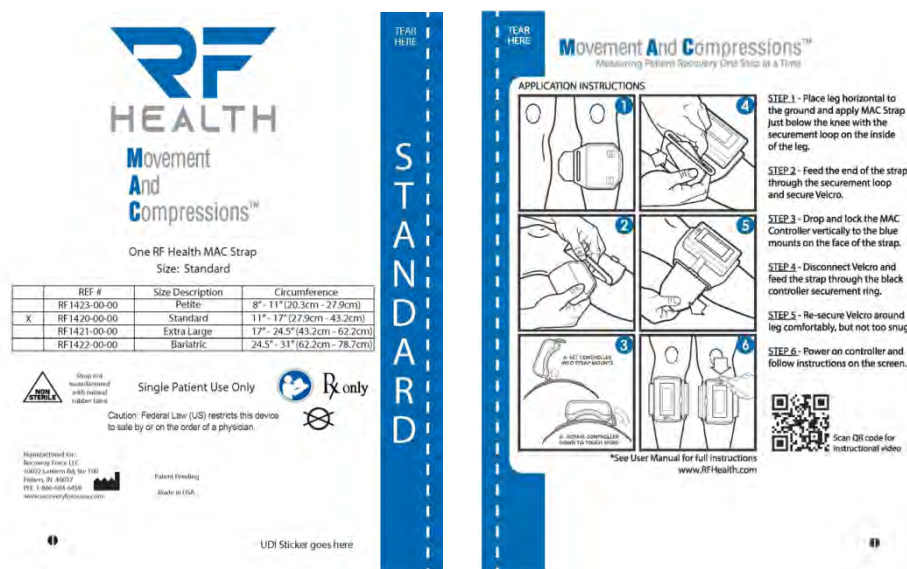 RF
HEALTH
Movement
And
Compressions™
One RF Health MAC Strap
Size: Standard
REF # Size Description Circumference
RF1423-00-00 Petite 8" - 11" (20.3cm - 27.9cm)
X RF1420-00-00 Standard 11" - 17" (27.9cm - 43.2cm)
RF1421-00-00 Extra Large 17" - 24.5" (43.2cm - 62.2cm)
RF1422-00-00 Bariatric 24.5" - 31" (62.2cm - 78.7cm)
NON
STERILE
Strap not
manufactured
with natural
rubber latex
Single Patient Use Only
Rx only
Caution: Federal Law (US) restricts this device
to sale by or on the order of a physician.
Manufactured for:
Recovery Force LLC
Fishers, IN 46037
Patent Pending
Made in USA
UDI Sticker goes here
TEAR
HERE
STANDARD
TEAR
HERE
Movement And Compressions™
Measuring Patient Recovery One Step at a Time
APPLICATION INSTRUCTIONS
1
4
2
5
3
A- SET CONTROLLER
INTO STRAP MOUNTS
DOWN TO TOUCH STRAP
6
STEP 1 - Place leg horizontal to
the ground and apply MAC Strap
just below the knee with the
securement loop on the inside
of the leg.
STEP 2 - Feed the end of the strap
through the securement loop
and secure Velcro.
STEP 3 - Drop and lock the MAC
Controller vertically to the blue
mounts on the face of the strap.
STEP 4 - Disconnect Velcro and
feed the strap through the black
controller securement ring.
STEP 5 - Re-secure Velcro around
leg comfortably, but not too snug
STEP 6 - Power on controller and
follow instructions on the screen.
Scan QR code for
instructional video
*See User Manual for full instructions
www.RFHealth.com